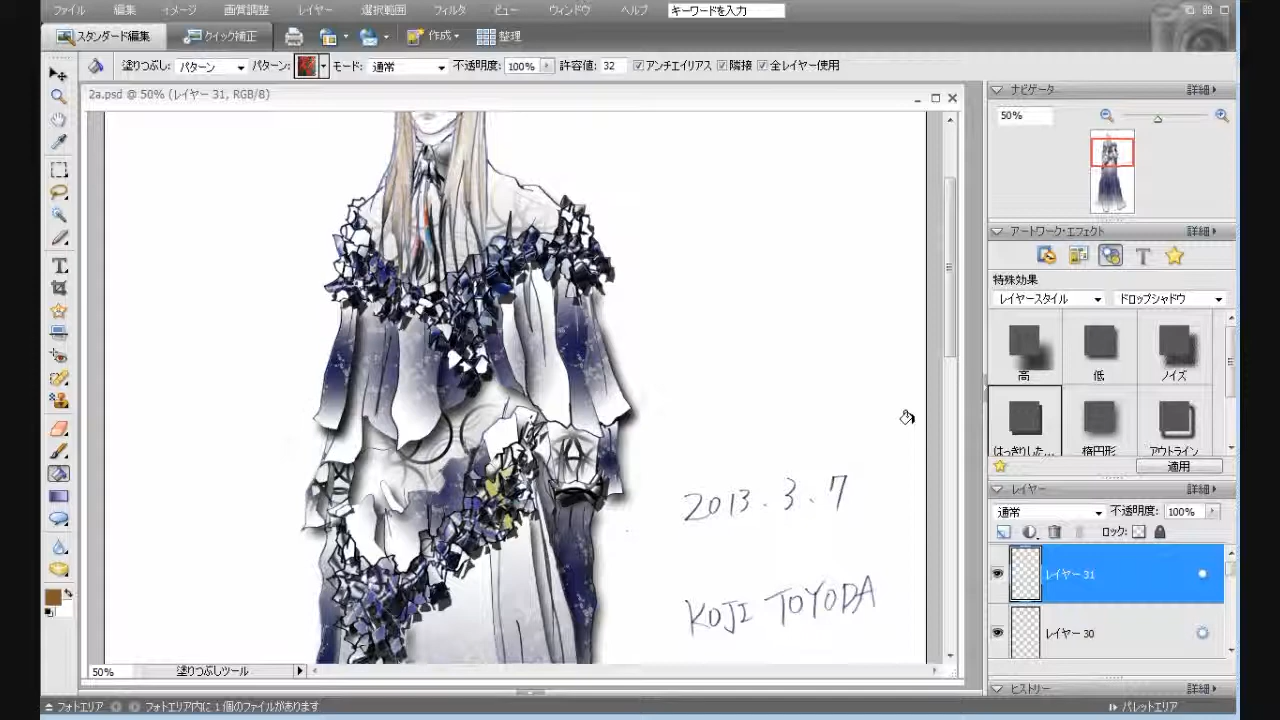 ファイル 編集 イメージ 画質調整 レイヤー 選択範囲 フィルタ ビュー ウィンドウ ヘルプ キーワードを入力
スタンダード編集 クイック補正 作成 整理
塗りつぶし: パターン パターン: モード: 通常 不透明度: 100% 許容値: 32 アンチエイリアス 隣接 全レイヤー使用
2a.psd @ 50% (レイヤー 31, RGB/8)
ナビゲータ 詳細
50%
アートワーク・エフェクト 詳細
特殊効果
レイヤースタイル ドロップシャドウ
高 低 ノイズ
はっきりした... 楕円形 アウトライン
適用
レイヤー 詳細
通常 不透明度: 100%
ロック:
レイヤー 31
レイヤー 30
2013.3.7
KOJI TOYODA
50% 塗りつぶしツール
ヒストリー 詳細
フォトエリア フォトエリア内に 1 個のファイルがあります パレットエリア